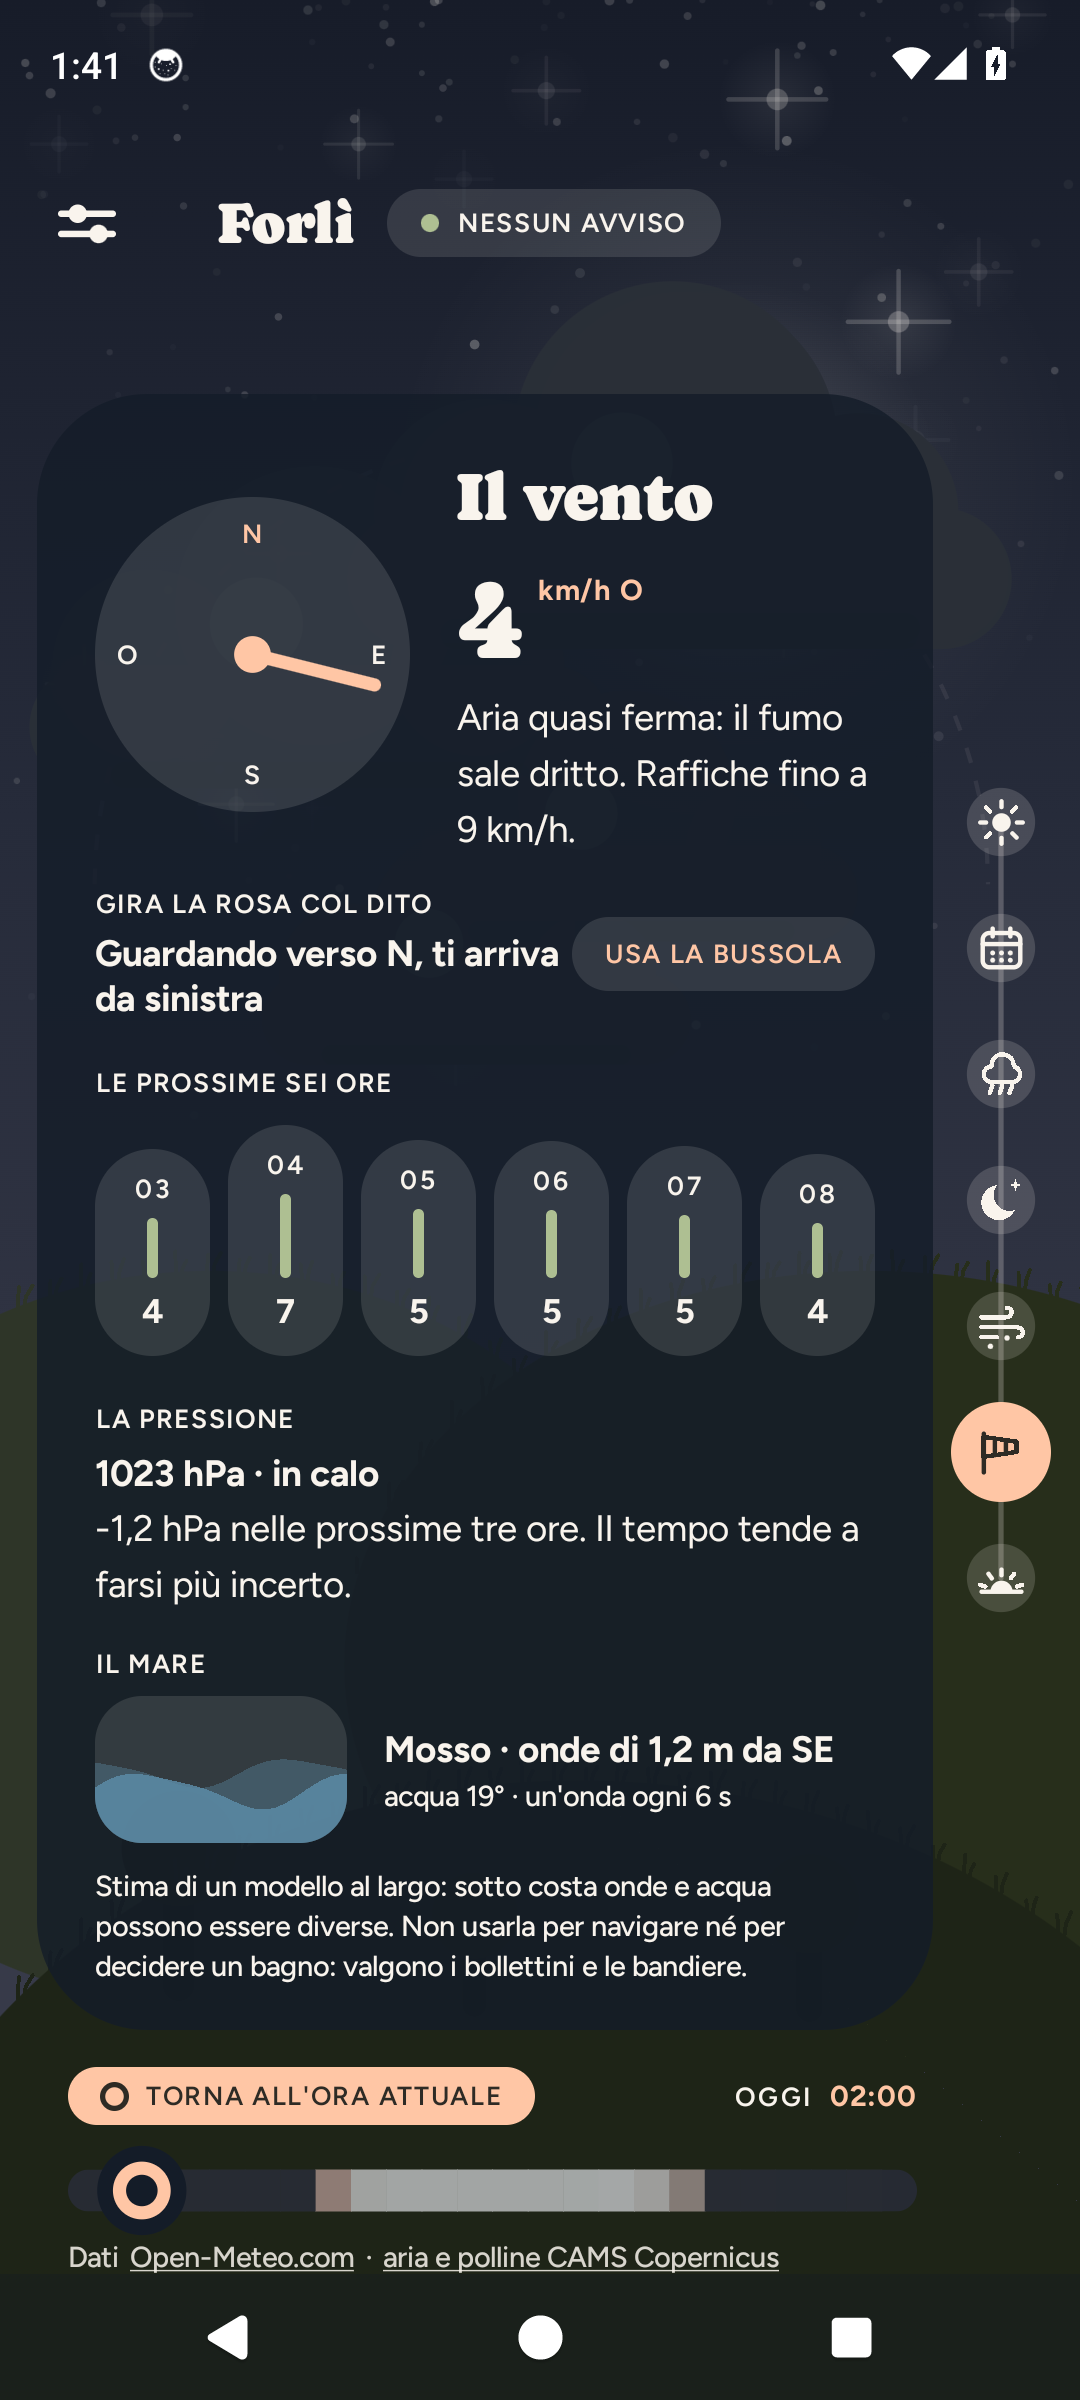 1:41
Forlì
NESSUN AVVISO
Il vento
4 km/h O
Aria quasi ferma: il fumo
sale dritto. Raffiche fino a
9 km/h.
N
O
E
S
GIRA LA ROSA COL DITO
Guardando verso N, ti arriva
da sinistra
USA LA BUSSOLA
LE PROSSIME SEI ORE
03 04 05 06 07 08
4 7 5 5 5 4
LA PRESSIONE
1023 hPa · in calo
-1,2 hPa nelle prossime tre ore. Il tempo tende a
farsi più incerto.
IL MARE
Mosso · onde di 1,2 m da SE
acqua 19° · un'onda ogni 6 s
Stima di un modello al largo: sotto costa onde e acqua
possono essere diverse. Non usarla per navigare né per
decidere un bagno: valgono i bollettini e le bandiere.
TORNA ALL'ORA ATTUALE
OGGI 02:00
Dati Open-Meteo.com · aria e polline CAMS Copernicus